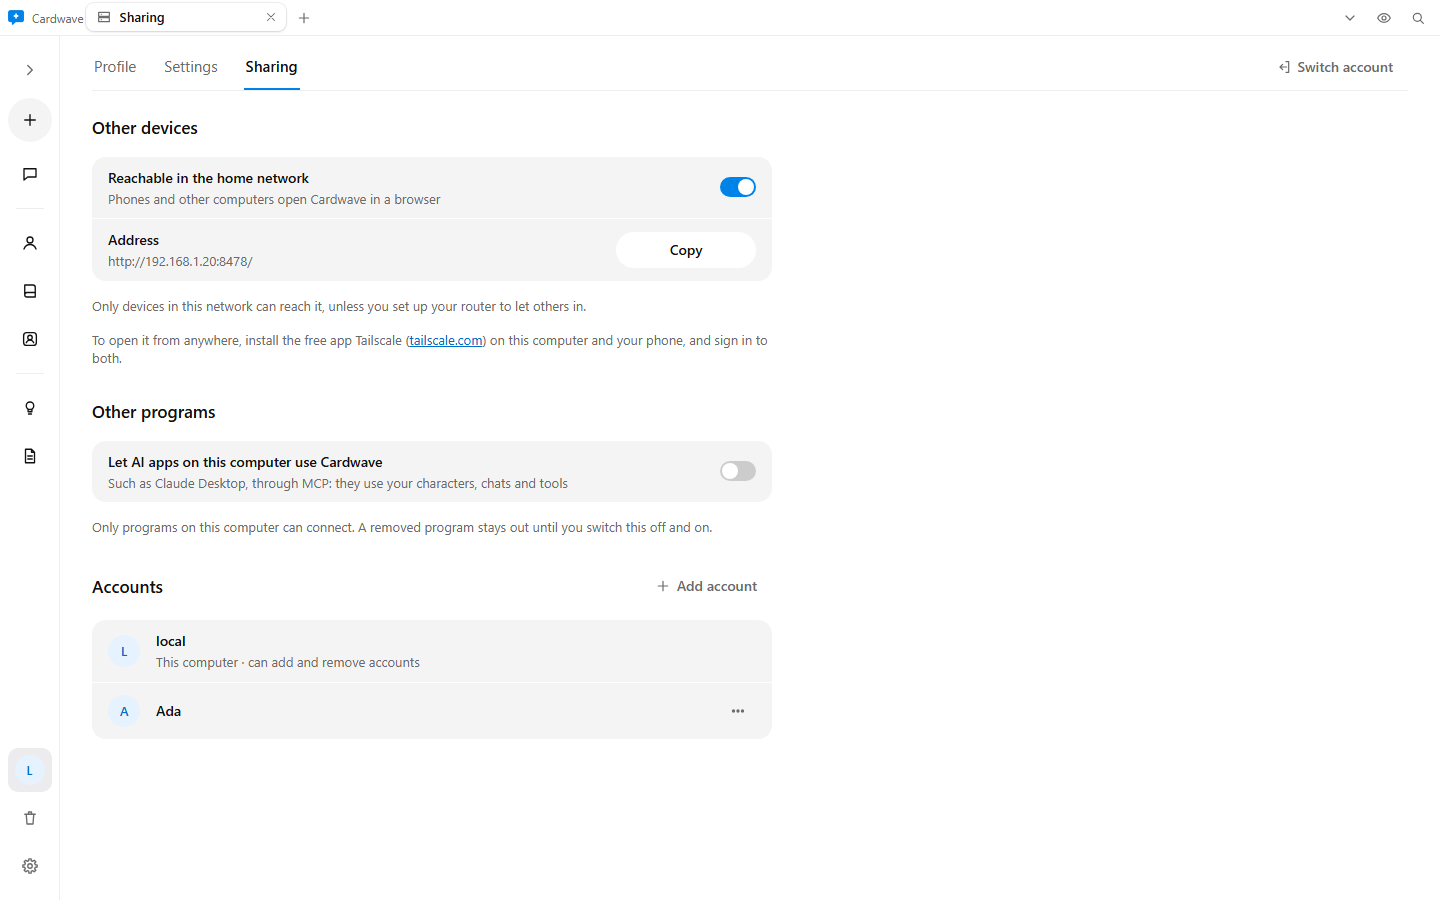 Cardwave
Sharing
Profile
Settings
Sharing
Switch account
Other devices
Reachable in the home network
Phones and other computers open Cardwave in a browser
Address
http://192.168.1.20:8478/
Copy
Only devices in this network can reach it, unless you set up your router to let others in.
To open it from anywhere, install the free app Tailscale (tailscale.com) on this computer and your phone, and sign in to
both.
Other programs
Let AI apps on this computer use Cardwave
Such as Claude Desktop, through MCP: they use your characters, chats and tools
Only programs on this computer can connect. A removed program stays out until you switch this off and on.
Accounts
Add account
L
local
This computer · can add and remove accounts
A
Ada
L